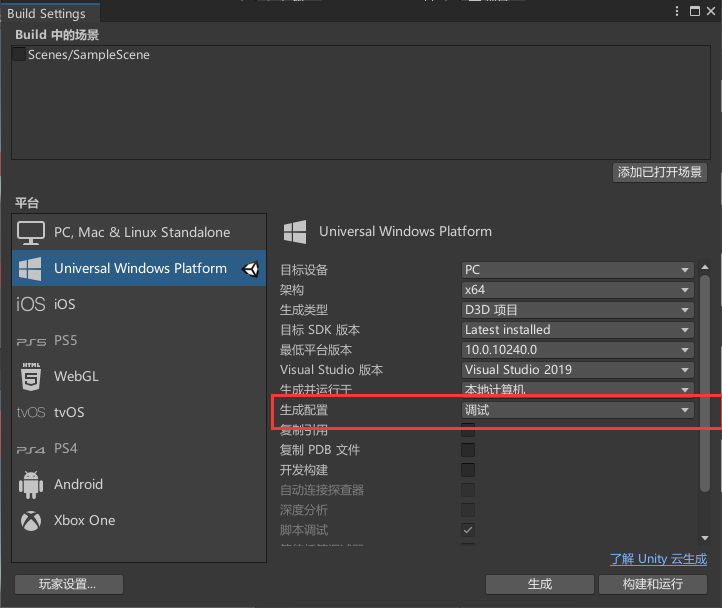 Build Settings
Build 中的场景
Scenes/SampleScene
添加已打开场景
平台
PC, Mac & Linux Standalone
Universal Windows Platform
iOS iOS
PS5 PS5
HTML 5 WebGL
tvOS tvOS
PS4 PS4
Android
Xbox One
Universal Windows Platform
目标设备 PC
架构 x64
生成类型 D3D 项目
目标 SDK 版本 Latest installed
最低平台版本 10.0.10240.0
Visual Studio 版本 Visual Studio 2019
生成并运行于 本地计算机
生成配置 调试
复制引用
复制 PDB 文件
开发构建
自动连接探查器
深度分析
脚本调试
了解 Unity 云生成
玩家设置...
生成
构建和运行